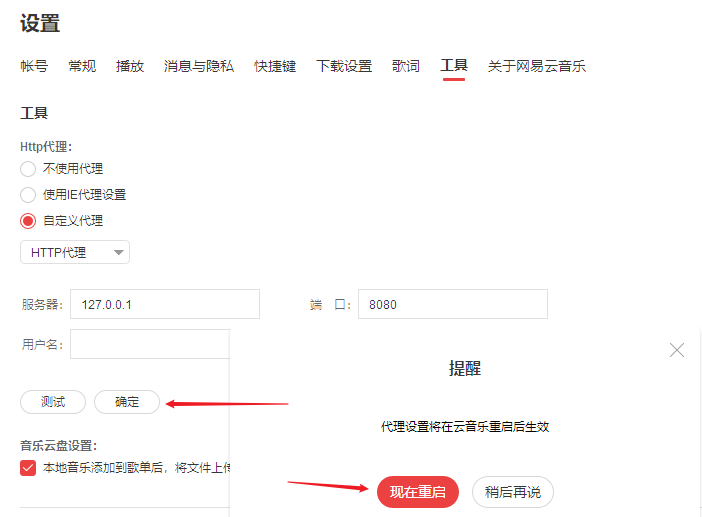 设置
帐号 常规 播放 消息与隐私 快捷键 下载设置 歌词 工具 关于网易云音乐
工具
Http代理：
不使用代理
使用IE代理设置
自定义代理
HTTP代理
服务器： 127.0.0.1 端 口： 8080
用户名：
提醒
测试 确定
代理设置将在云音乐重启后生效
音乐云盘设置：
本地音乐添加到歌单后，将文件上传
现在重启 稍后再说